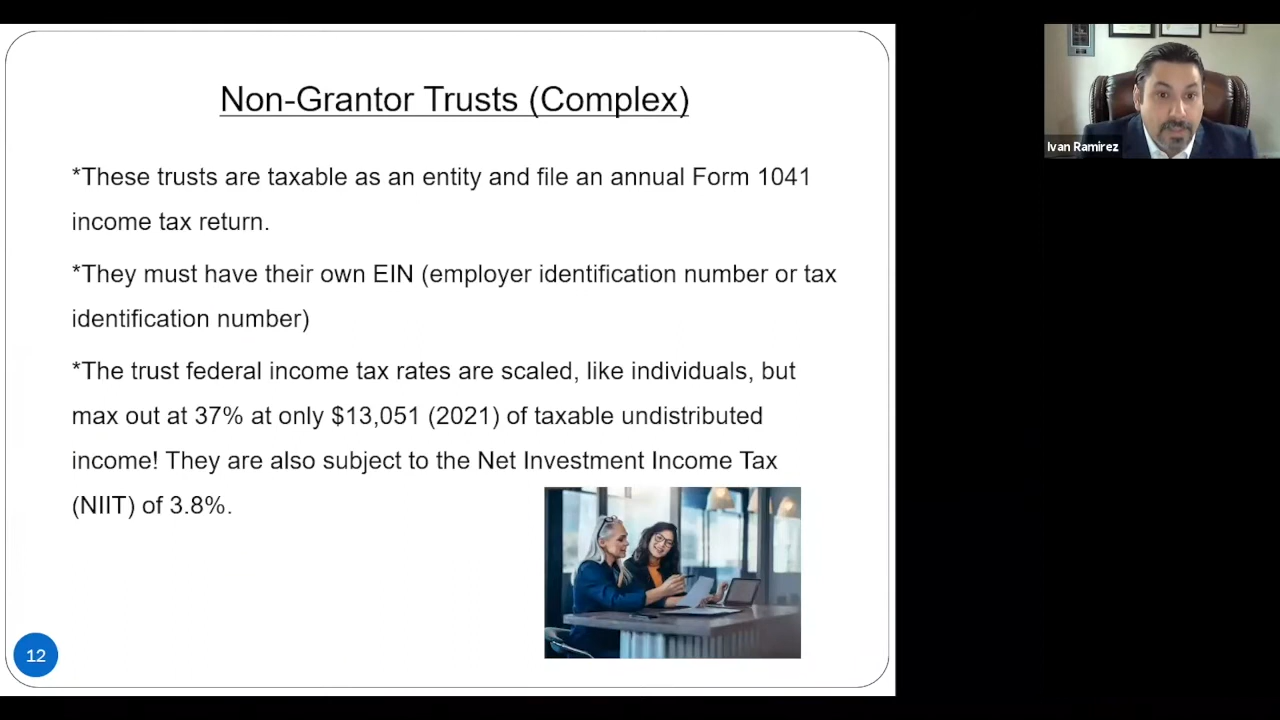 Non-Grantor Trusts (Complex)
*These trusts are taxable as an entity and file an annual Form 1041
income tax return.
*They must have their own EIN (employer identification number or tax
identification number)
*The trust federal income tax rates are scaled, like individuals, but
max out at 37% at only $13,051 (2021) of taxable undistributed
income! They are also subject to the Net Investment Income Tax
(NIIT) of 3.8%.
12
Ivan Ramirez